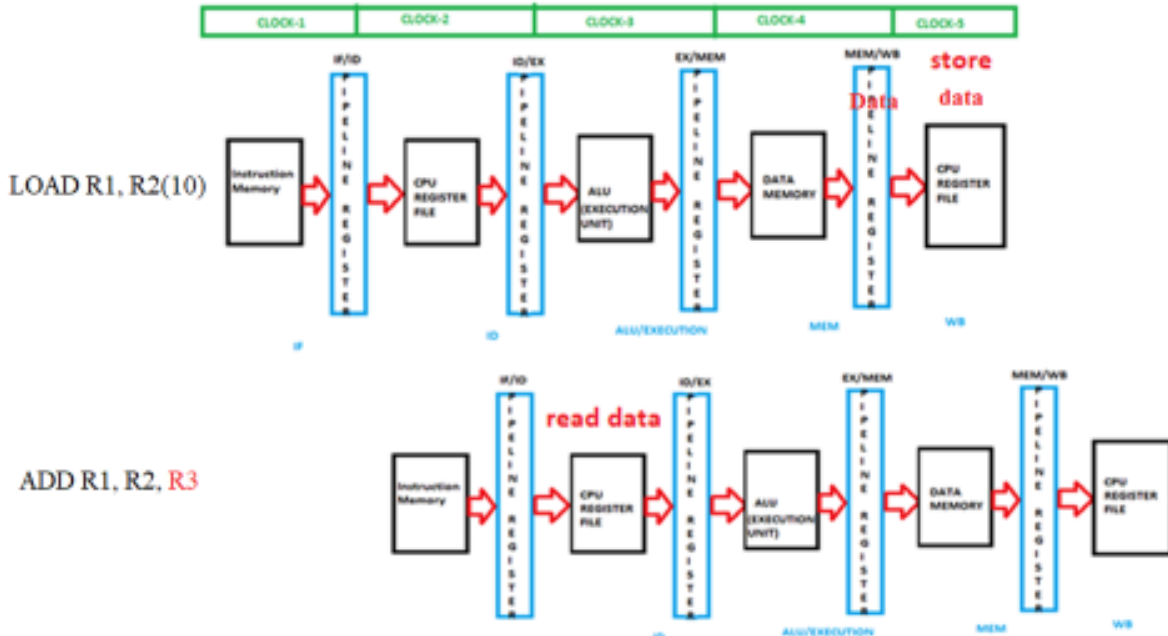 CLOCK-1 CLOCK-2 CLOCK-3 CLOCK-4 CLOCK-5
IF/ID ID/EX EX/MEM MEM/WB store
Data data
LOAD R1, R2(10)
Instruction Memory
PIPELINE REGISTER
CPU REGISTER FILE
PIPELINE REGISTER
ALU (EXECUTION UNIT)
PIPELINE REGISTER
DATA MEMORY
PIPELINE REGISTER
CPU REGISTER FILE
IF ID ALU/EXECUTION MEM WB
IF/ID ID/EX EX/MEM MEM/WB
read data
ADD R1, R2, R3
Instruction Memory
PIPELINE REGISTER
CPU REGISTER FILE
PIPELINE REGISTER
ALU (EXECUTION UNIT)
PIPELINE REGISTER
DATA MEMORY
PIPELINE REGISTER
CPU REGISTER FILE
ALU/EXECUTION MEM WB